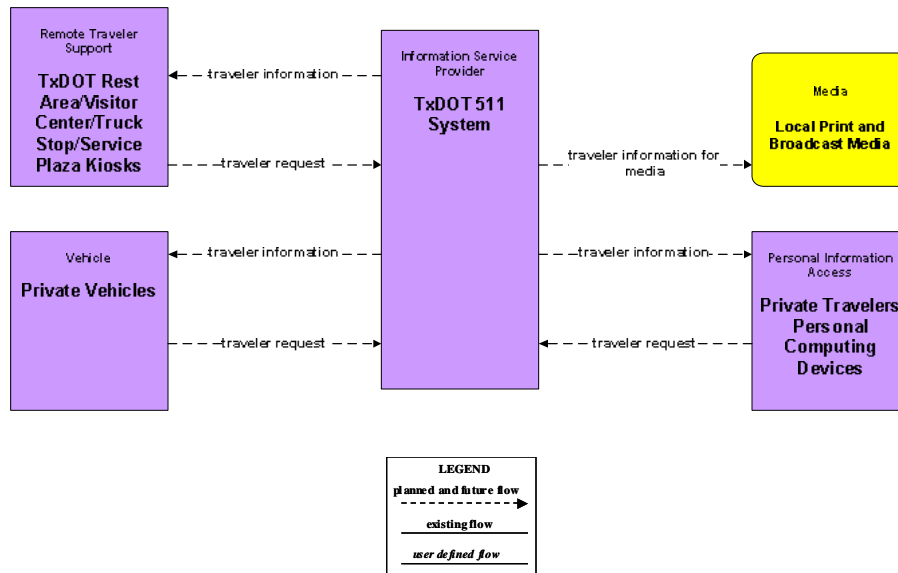 Remote Traveler
Support
TxDOT Rest
Area/Visitor
Center/Truck
Stop/Service
Plaza Kiosks
traveler information
traveler request
Information Service
Provider
TxDOT 511
System
traveler information for
media
Media
Local Print and
Broadcast Media
Vehicle
Private Vehicles
traveler information
traveler request
traveler information
traveler request
Personal Information
Access
Private Travelers
Personal
Computing
Devices
LEGEND
planned and future flow
existing flow
user defined flow